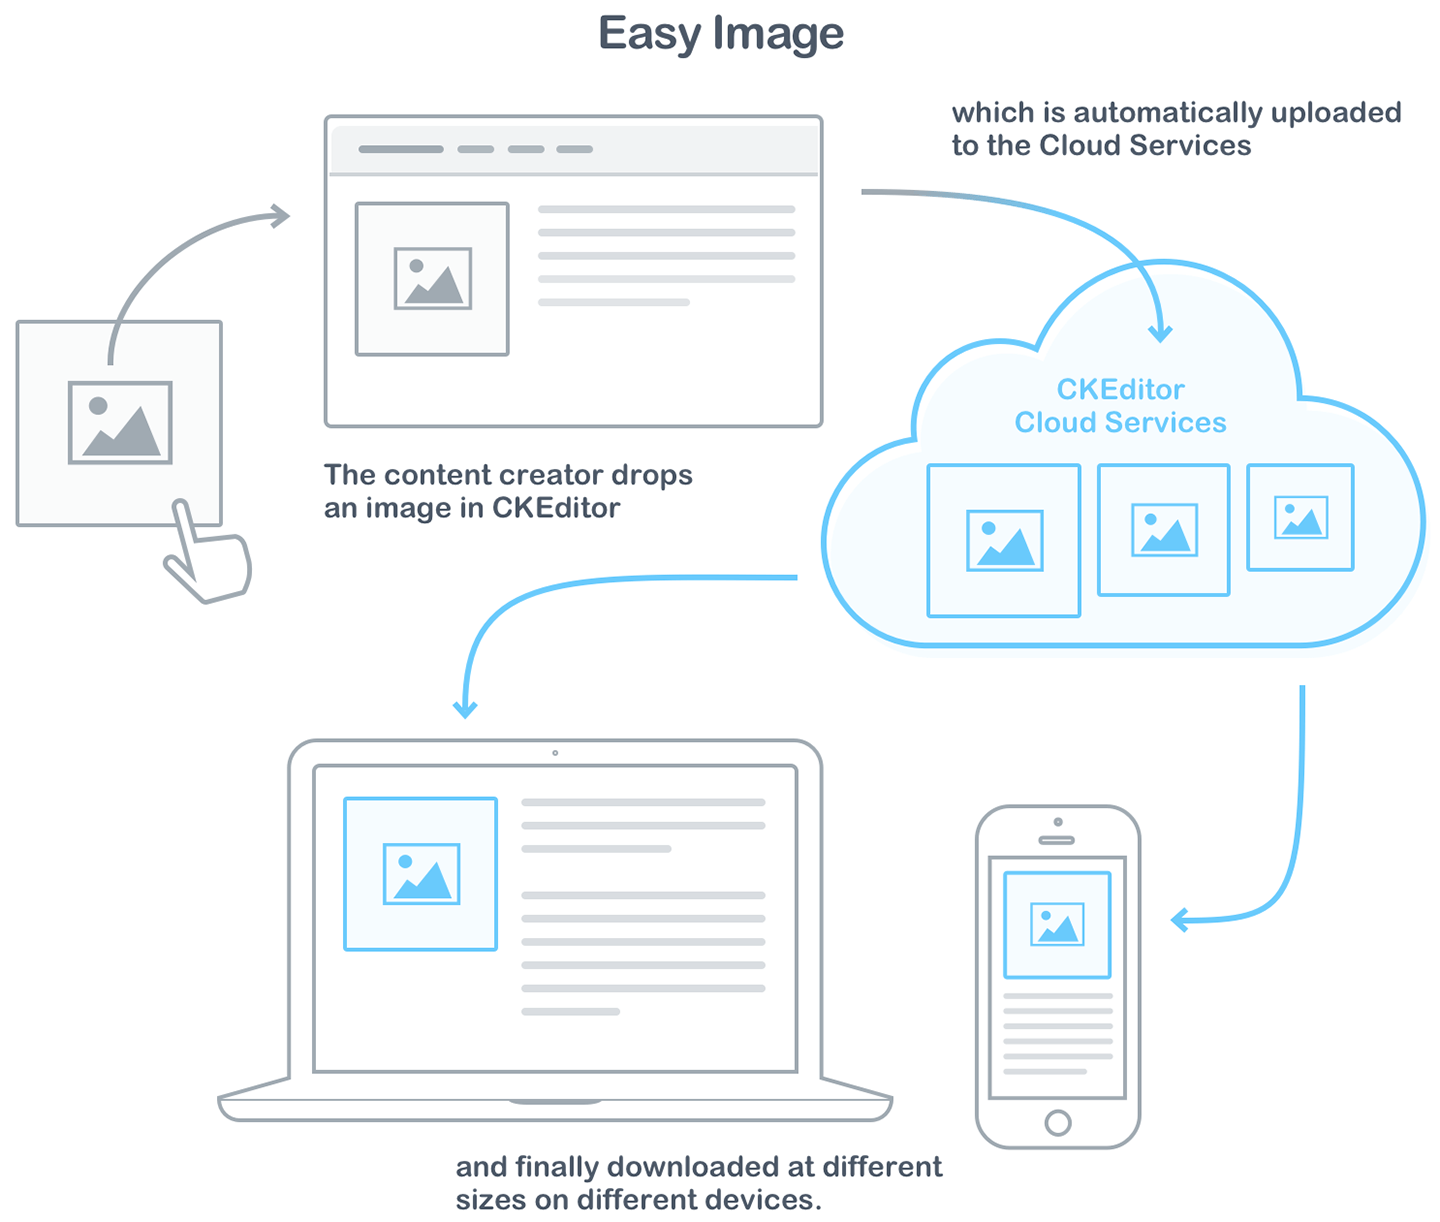 Easy Image
which is automatically uploaded
to the Cloud Services
CKEditor
Cloud Services
The content creator drops
an image in CKEditor
and finally downloaded at different
sizes on different devices.